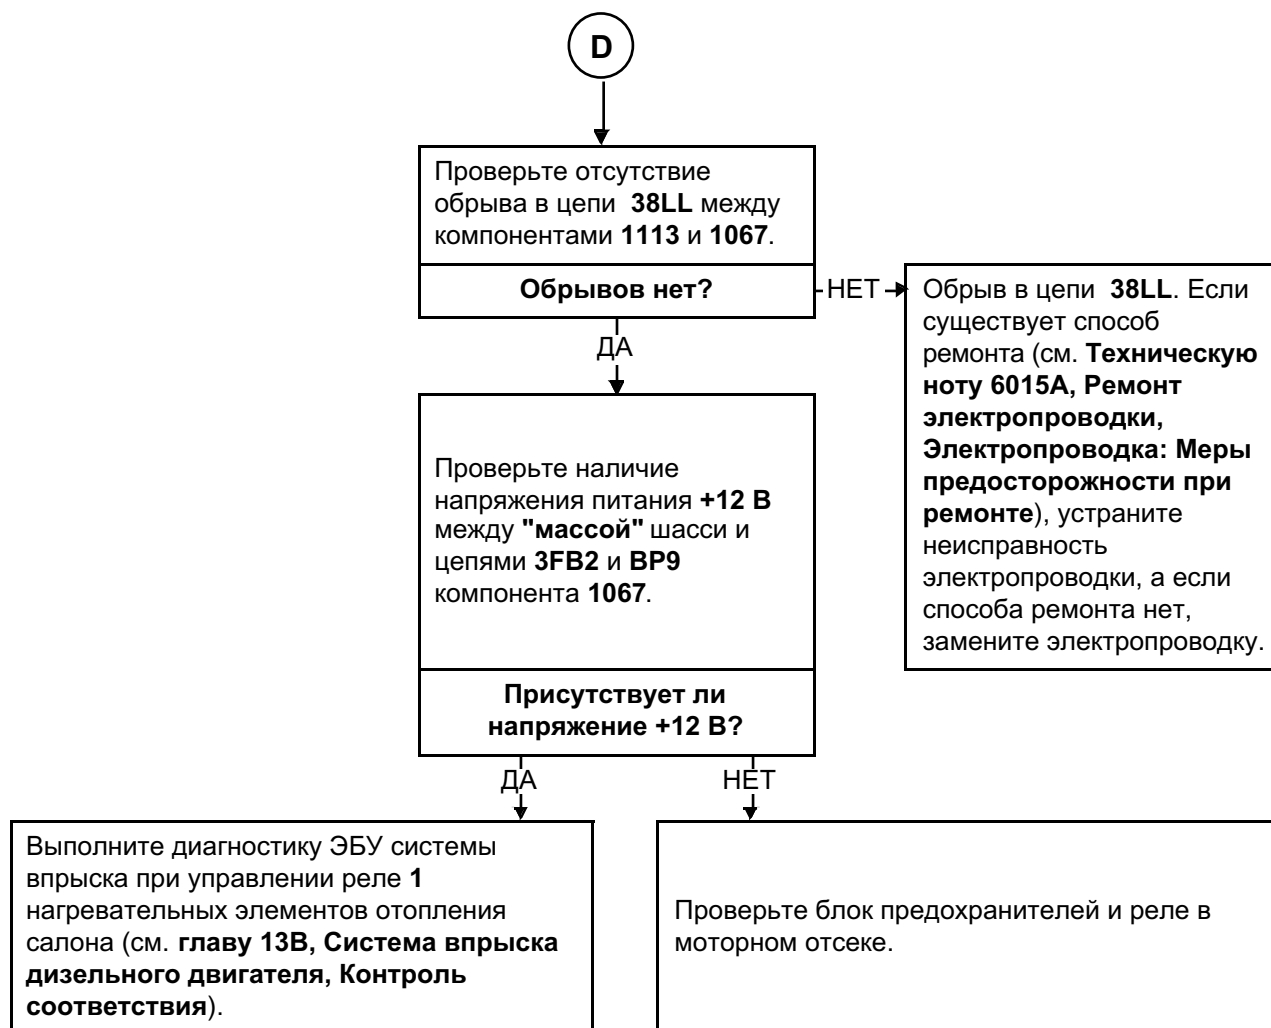 D
Проверьте отсутствие
обрыва в цепи 38LL между
компонентами 1113 и 1067.
Обрывов нет?
НЕТ
Обрыв в цепи 38LL. Если
существует способ
ремонта (см. Техническую
ноту 6015A, Ремонт
электропроводки,
Электропроводка: Меры
предосторожности при
ремонте), устраните
неисправность
электропроводки, а если
способа ремонта нет,
замените электропроводку.
ДА
Проверьте наличие
напряжения питания +12 В
между "массой" шасси и
цепями 3FB2 и BP9
компонента 1067.
Присутствует ли
напряжение +12 В?
ДА
НЕТ
Выполните диагностику ЭБУ системы
впрыска при управлении реле 1
нагревательных элементов отопления
салона (см. главу 13B, Система впрыска
дизельного двигателя, Контроль
соответствия).
Проверьте блок предохранителей и реле в
моторном отсеке.